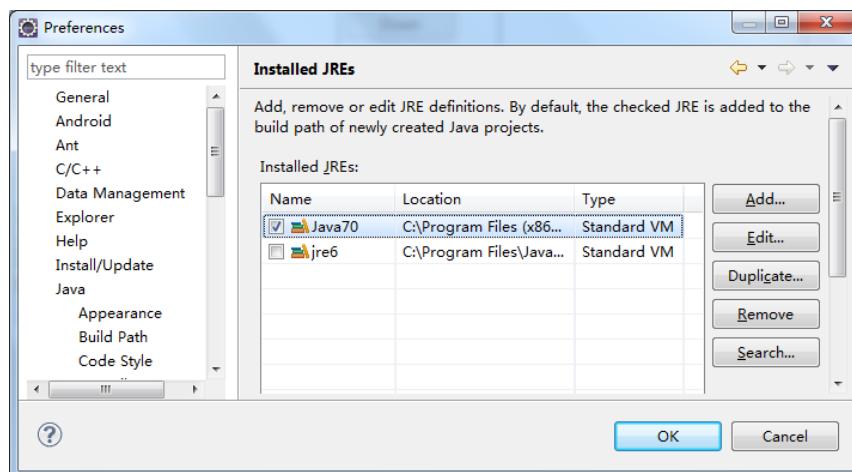 Preferences
type filter text
General
Android
Ant
C/C++
Data Management
Explorer
Help
Install/Update
Java
Appearance
Build Path
Code Style
Installed JREs
Add, remove or edit JRE definitions. By default, the checked JRE is added to the
build path of newly created Java projects.
Installed JREs:
Name Location Type
Java70 C:\Program Files (x86... Standard VM
jre6 C:\Program Files\Java... Standard VM
Add...
Edit...
Duplicate...
Remove
Search...
OK Cancel